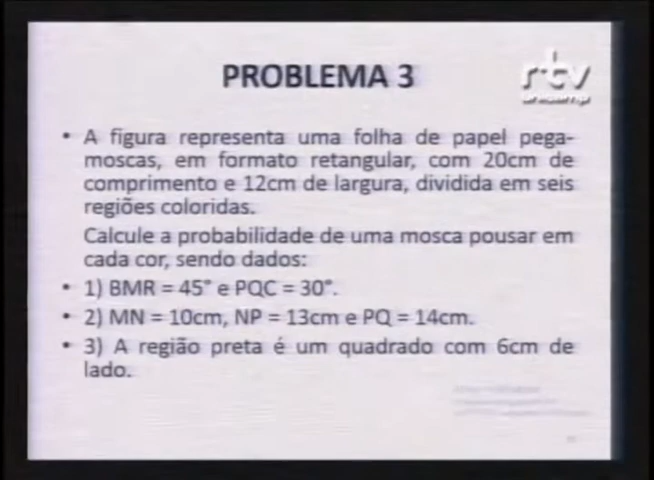 PROBLEMA 3
rtv
unicamp
• A figura representa uma folha de papel pega-
moscas, em formato retangular, com 20cm de
comprimento e 12cm de largura, dividida em seis
regiões coloridas.
Calcule a probabilidade de uma mosca pousar em
cada cor, sendo dados:
• 1) BMR = 45° e PQC = 30°.
• 2) MN = 10cm, NP = 13cm e PQ = 14cm.
• 3) A região preta é um quadrado com 6cm de
lado.